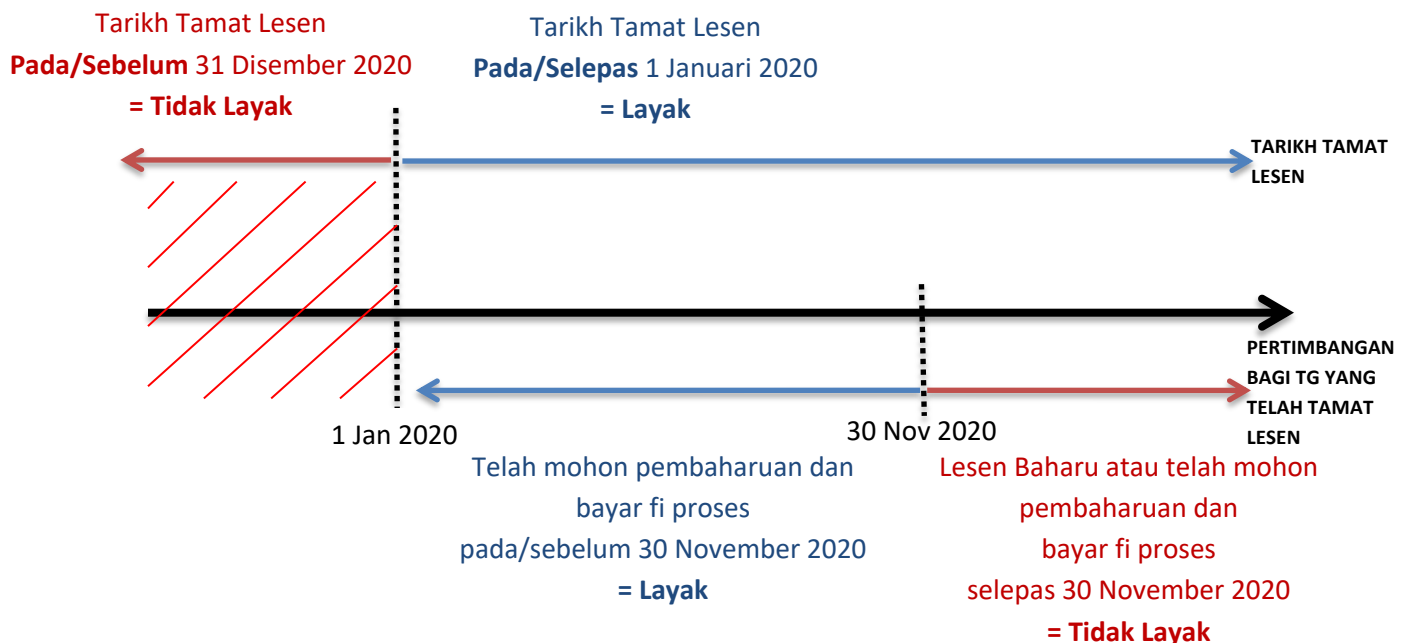 Tarikh Tamat Lesen
Pada/Sebelum 31 Disember 2020
= Tidak Layak
Tarikh Tamat Lesen
Pada/Selepas 1 Januari 2020
= Layak
TARIKH TAMAT
LESEN
PERTIMBANGAN
BAGI TG YANG
TELAH TAMAT
LESEN
1 Jan 2020
30 Nov 2020
Telah mohon pembaharuan dan
bayar fi proses
pada/sebelum 30 November 2020
= Layak
Lesen Baharu atau telah mohon
pembaharuan dan
bayar fi proses
selepas 30 November 2020
= Tidak Layak